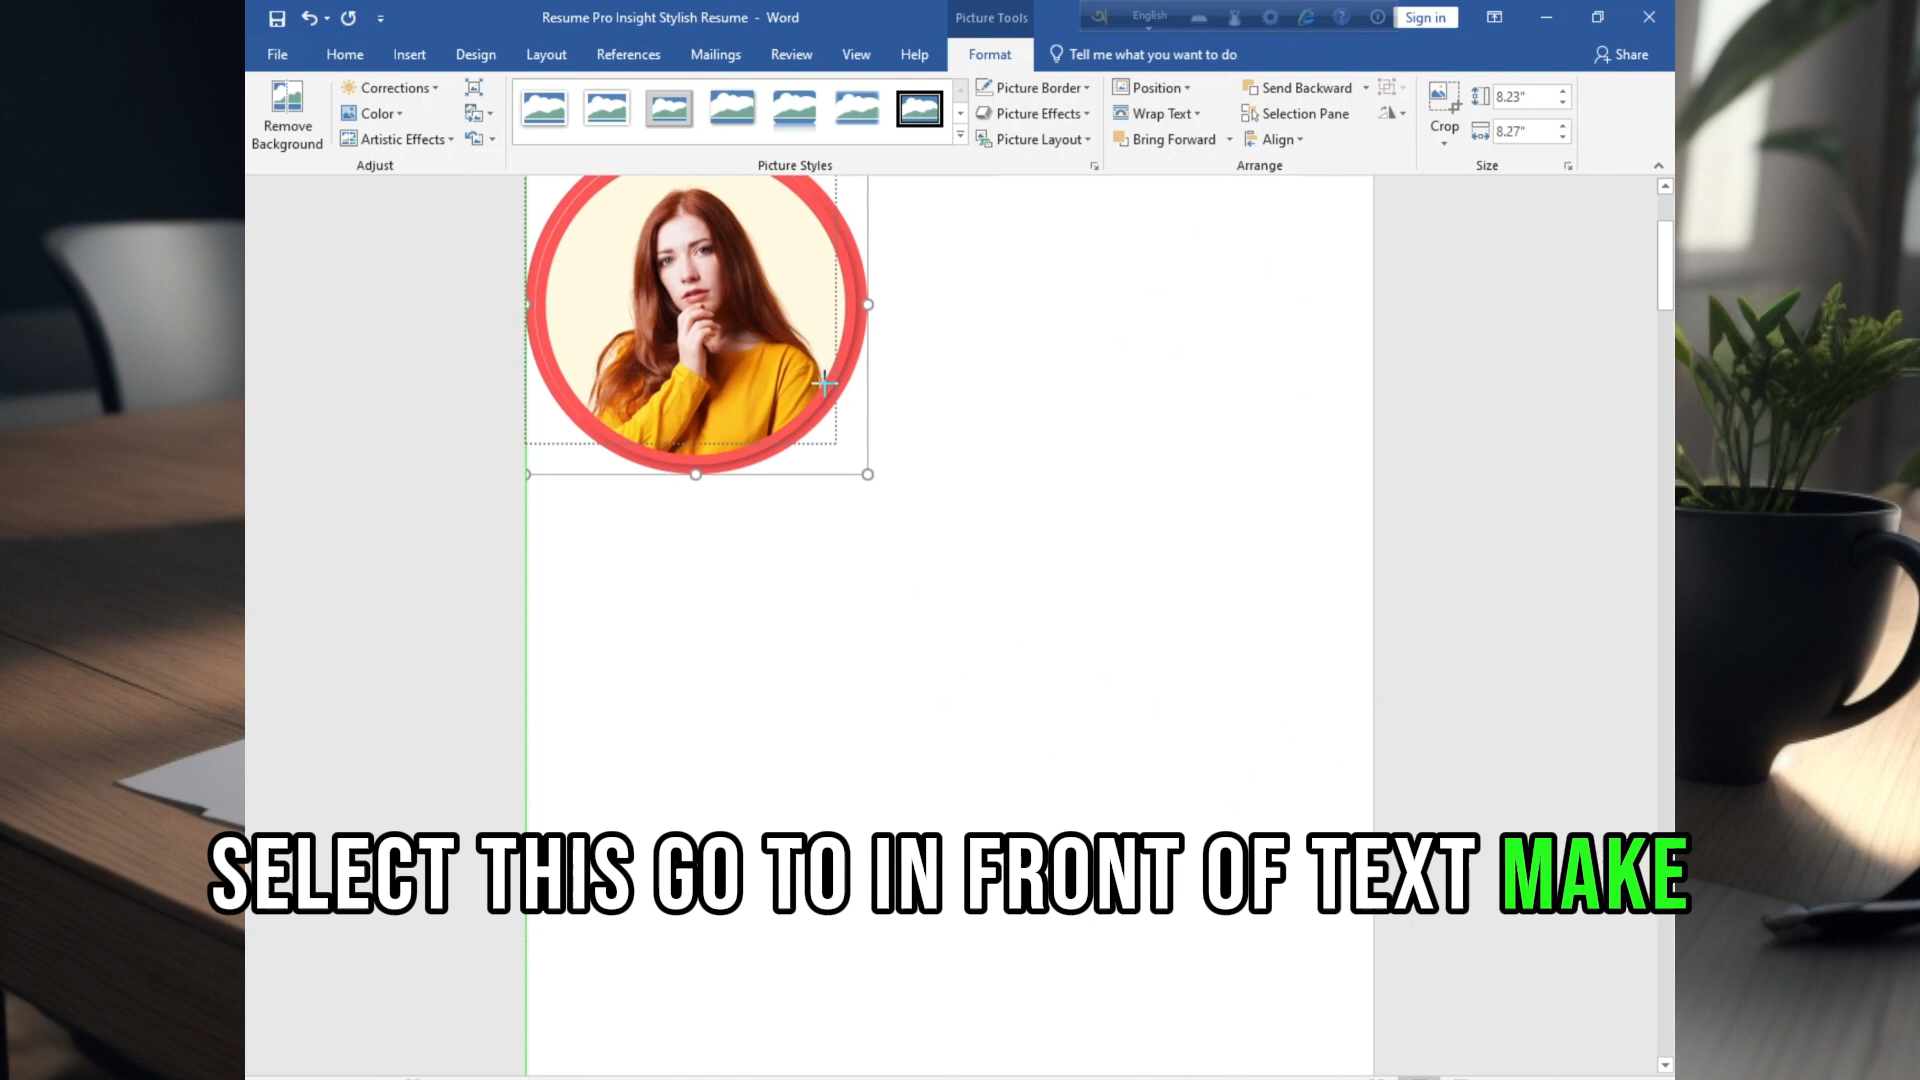 Resume Pro Insight Stylish Resume - Word
Picture Tools
English
Sign in
File
Home
Insert
Design
Layout
References
Mailings
Review
View
Help
Format
Tell me what you want to do
Share
Remove Background
Corrections
Color
Artistic Effects
Adjust
Picture Styles
Picture Border
Picture Effects
Picture Layout
Position
Wrap Text
Bring Forward
Send Backward
Selection Pane
Align
Arrange
Crop
8.23"
8.27"
Size
SELECT THIS GO TO IN FRONT OF TEXT MAKE